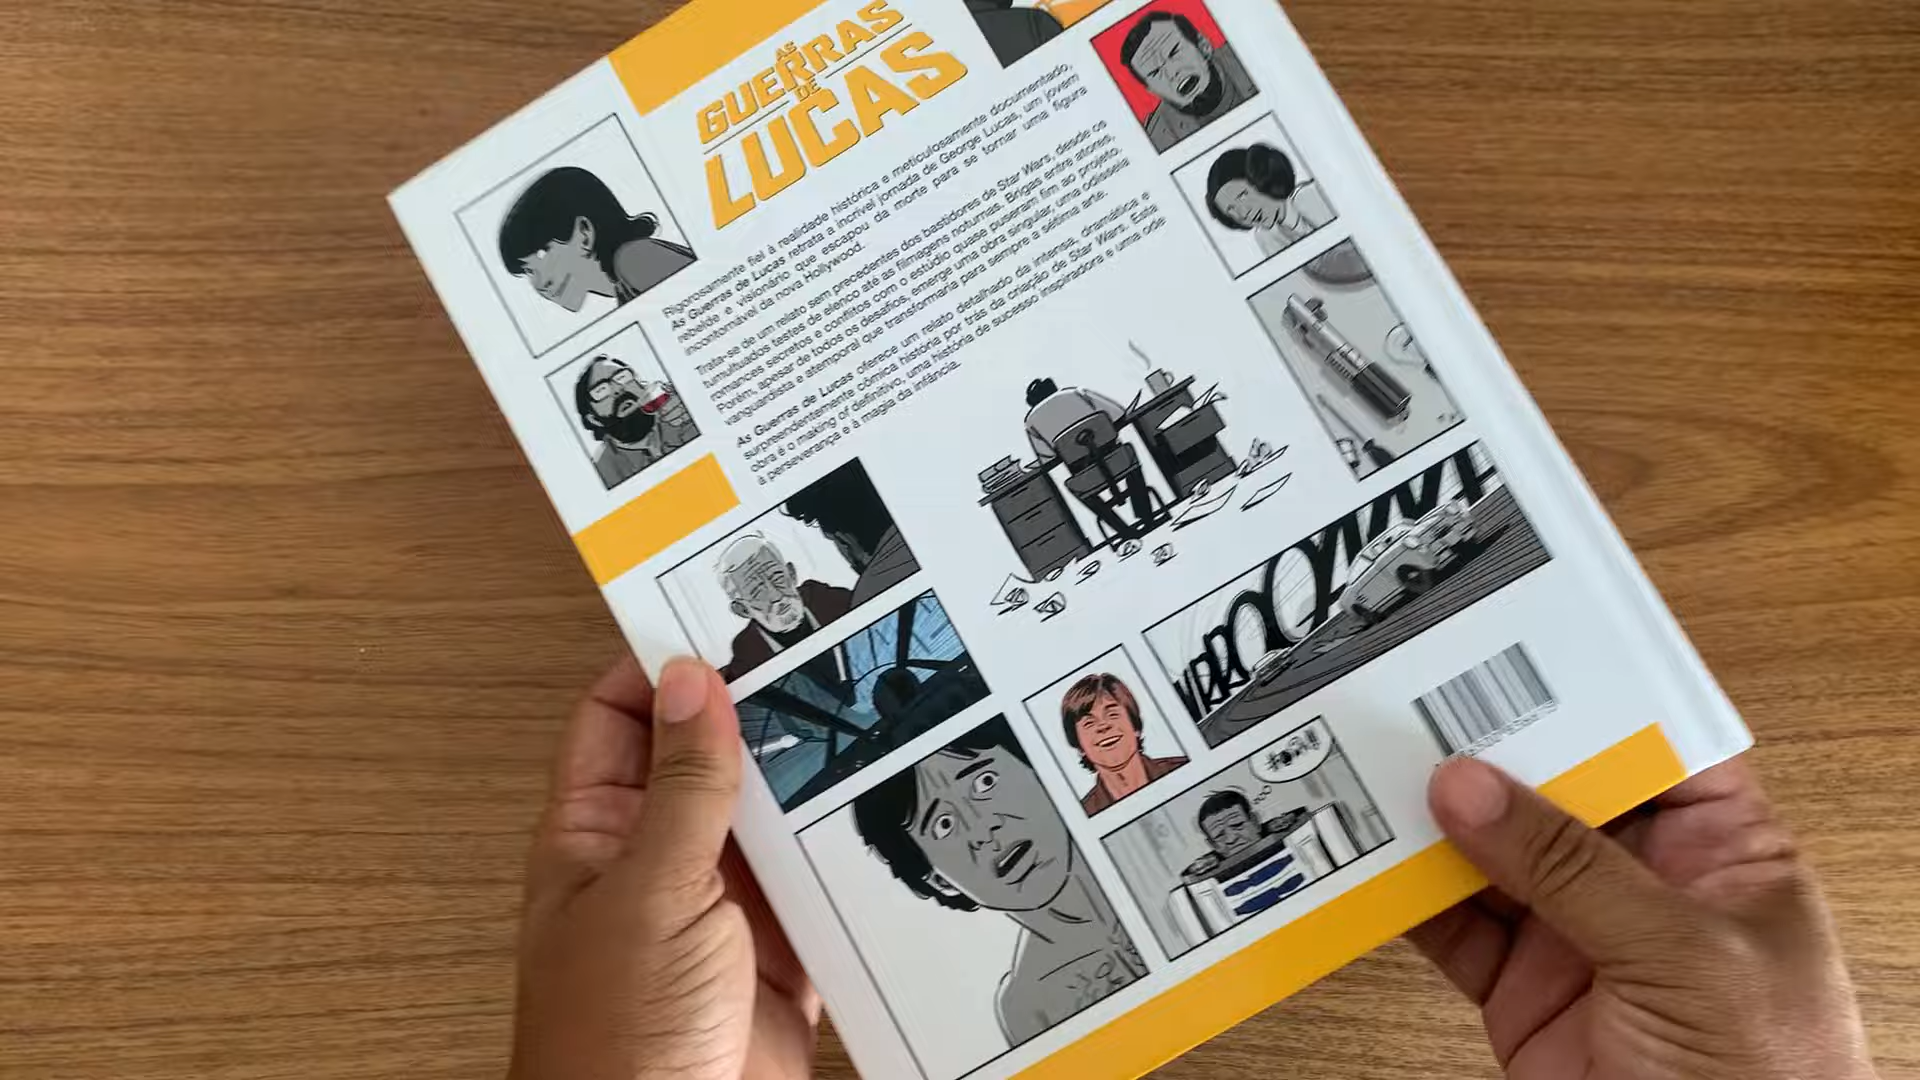 AS
GUERRAS
DE
LUCAS
Rigorosamente fiel à realidade histórica e meticulosamente documentado,
As Guerras de Lucas retrata a incrível jornada de George Lucas, um jovem
rebelde e visionário que escapou da morte para se tornar uma figura
incontornável da nova Hollywood.
Trata-se de um relato sem precedentes dos bastidores de Star Wars, desde os
tumultuados testes de elenco até as filmagens noturnas. Brigas entre atores,
romances secretos e conflitos com o estúdio quase puseram fim ao projeto.
Porém, apesar de todos os desafios, emerge uma obra singular, uma odisseia
vanguardista e atemporal que transformaria para sempre a sétima arte.
As Guerras de Lucas oferece um relato detalhado da intensa, dramática e
surpreendentemente cômica história por trás da criação de Star Wars. Esta
obra é o making of definitivo, uma história de sucesso inspiradora e uma ode
à perseverança e à magia da infância.